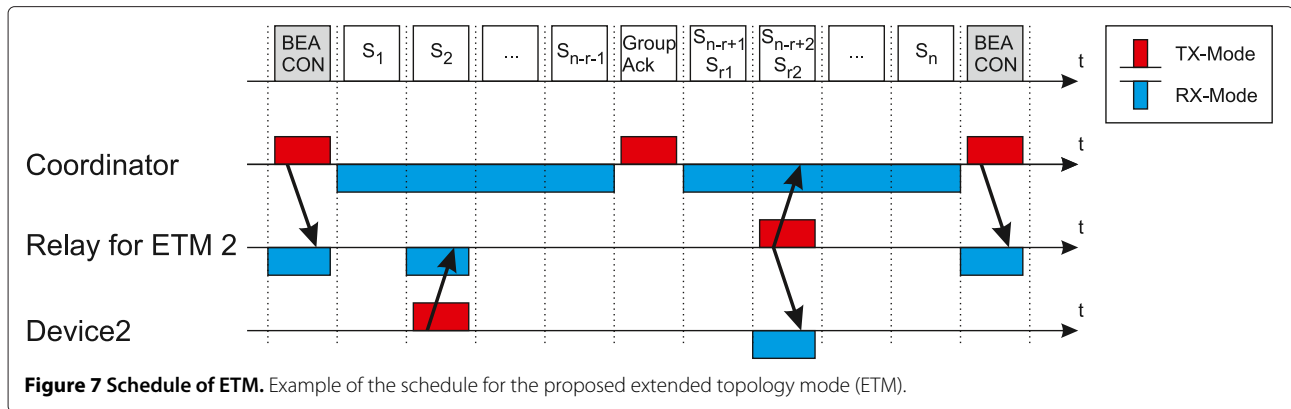 BEA CON S1 S2 ... Sn-r-1 Group Ack Sn-r+1 Sr1 Sn-r+2 Sr2 ... Sn BEA CON
t
TX-Mode
RX-Mode
t
Coordinator
t
Relay for ETM 2
t
Device2
Figure 7 Schedule of ETM. Example of the schedule for the proposed extended topology mode (ETM).